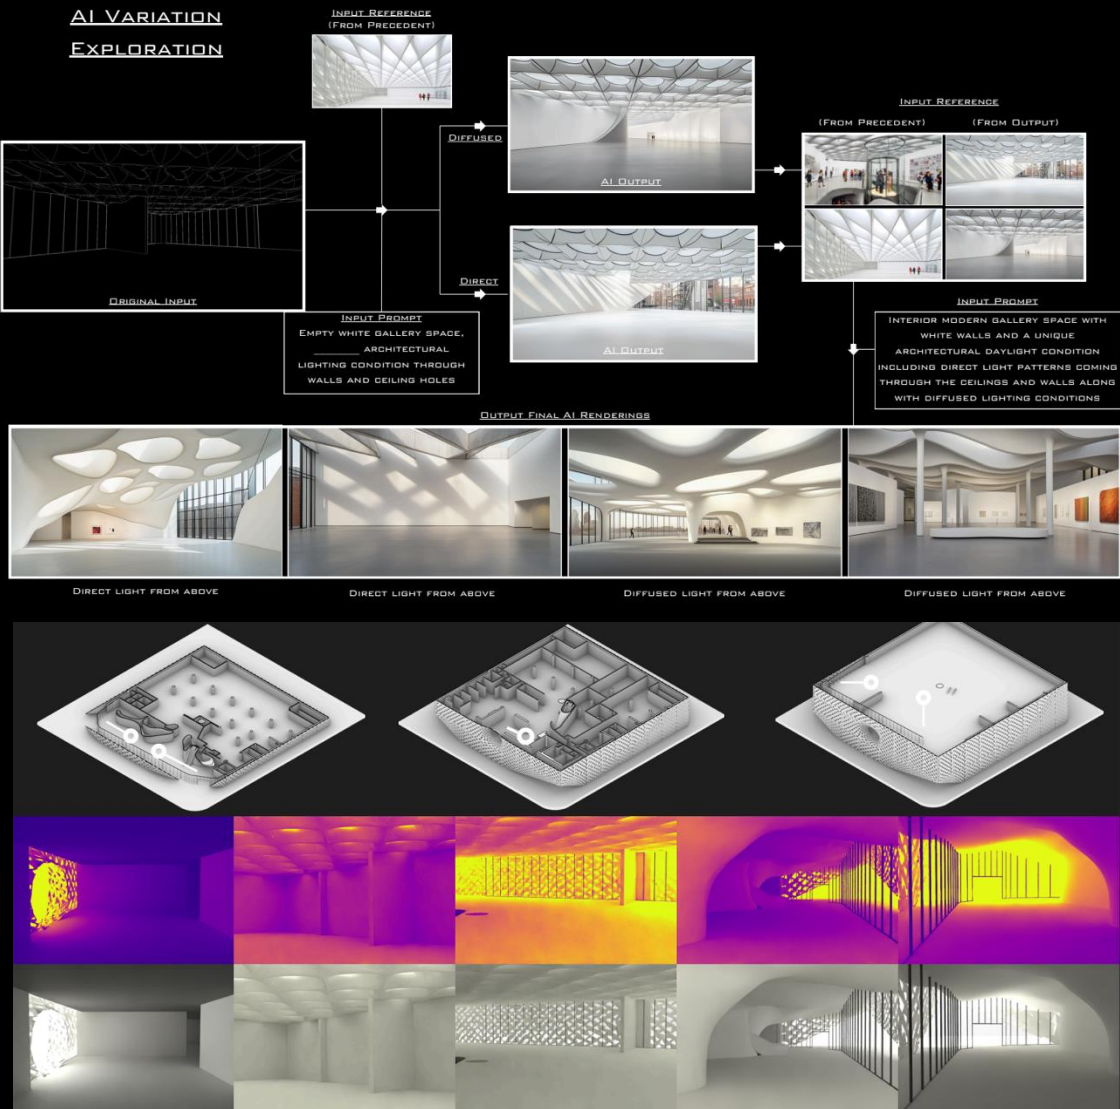 AI VARIATION
EXPLORATION
INPUT REFERENCE
(FROM PRECEDENT)
DIFFUSED
AI OUTPUT
INPUT REFERENCE
(FROM PRECEDENT)
(FROM OUTPUT)
ORIGINAL INPUT
DIRECT
AI OUTPUT
INPUT PROMPT
EMPTY WHITE GALLERY SPACE,
________ ARCHITECTURAL
LIGHTING CONDITION THROUGH
WALLS AND CEILING HOLES
INPUT PROMPT
INTERIOR MODERN GALLERY SPACE WITH
WHITE WALLS AND A UNIQUE
ARCHITECTURAL DAYLIGHT CONDITION
INCLUDING DIRECT LIGHT PATTERNS COMING
THROUGH THE CEILINGS AND WALLS ALONG
WITH DIFFUSED LIGHTING CONDITIONS
OUTPUT FINAL AI RENDERINGS
DIRECT LIGHT FROM ABOVE
DIRECT LIGHT FROM ABOVE
DIFFUSED LIGHT FROM ABOVE
DIFFUSED LIGHT FROM ABOVE